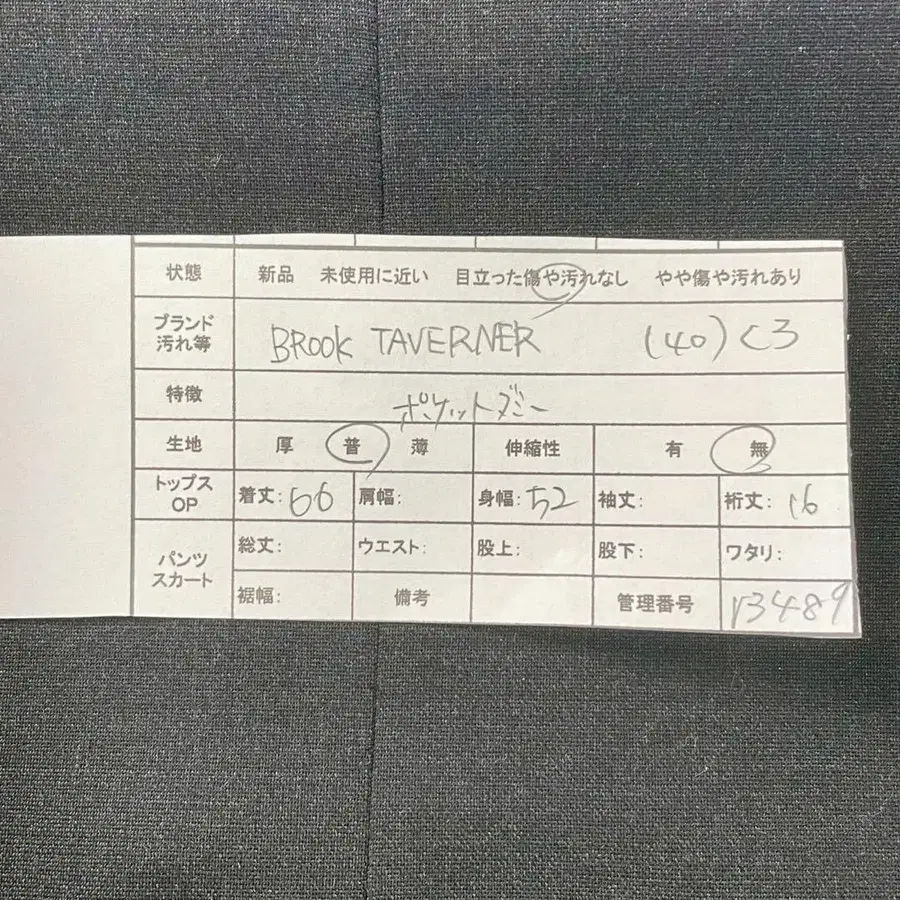 状態 新品 未使用に近い 目立った傷や汚れなし やや傷や汚れあり
ブランド
汚れ等 BROOK TAVERNER (40)
特徴 ポケットダミー
生地 厚 普 薄 伸縮性 有 無
トップス
OP 着丈: 肩幅: 身幅: 52 袖丈: 裄丈: 16
パンツ
スカート 総丈: ウエスト: 股上: 股下: ワタリ:
裾幅: 備考 管理番号 13489